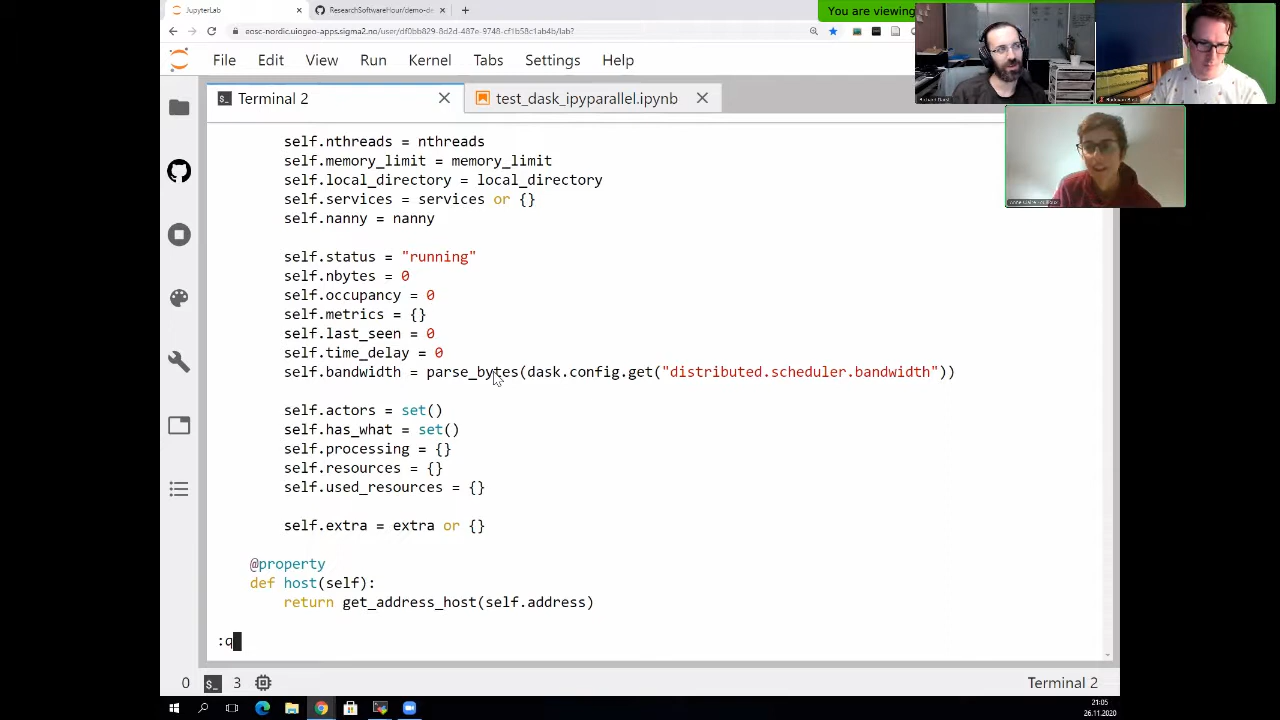 JupyterLab
ResearchSoftwareHour/demo-da
You are viewing
eosc-nordic.uiogeo-apps.sigma2.no/user/df0bb829-8d2d-487e-9748-cf1b58c1ab4b/lab?
File Edit View Run Kernel Tabs Settings Help
Terminal 2
test_dask_ipyparallel.ipynb
self.nthreads = nthreads
self.memory_limit = memory_limit
self.local_directory = local_directory
self.services = services or {}
self.nanny = nanny
self.status = "running"
self.nbytes = 0
self.occupancy = 0
self.metrics = {}
self.last_seen = 0
self.time_delay = 0
self.bandwidth = parse_bytes(dask.config.get("distributed.scheduler.bandwidth"))
self.actors = set()
self.has_what = set()
self.processing = {}
self.resources = {}
self.used_resources = {}
self.extra = extra or {}
@property
def host(self):
return get_address_host(self.address)
:q
0
3
Terminal 2
21:05
26.11.2020